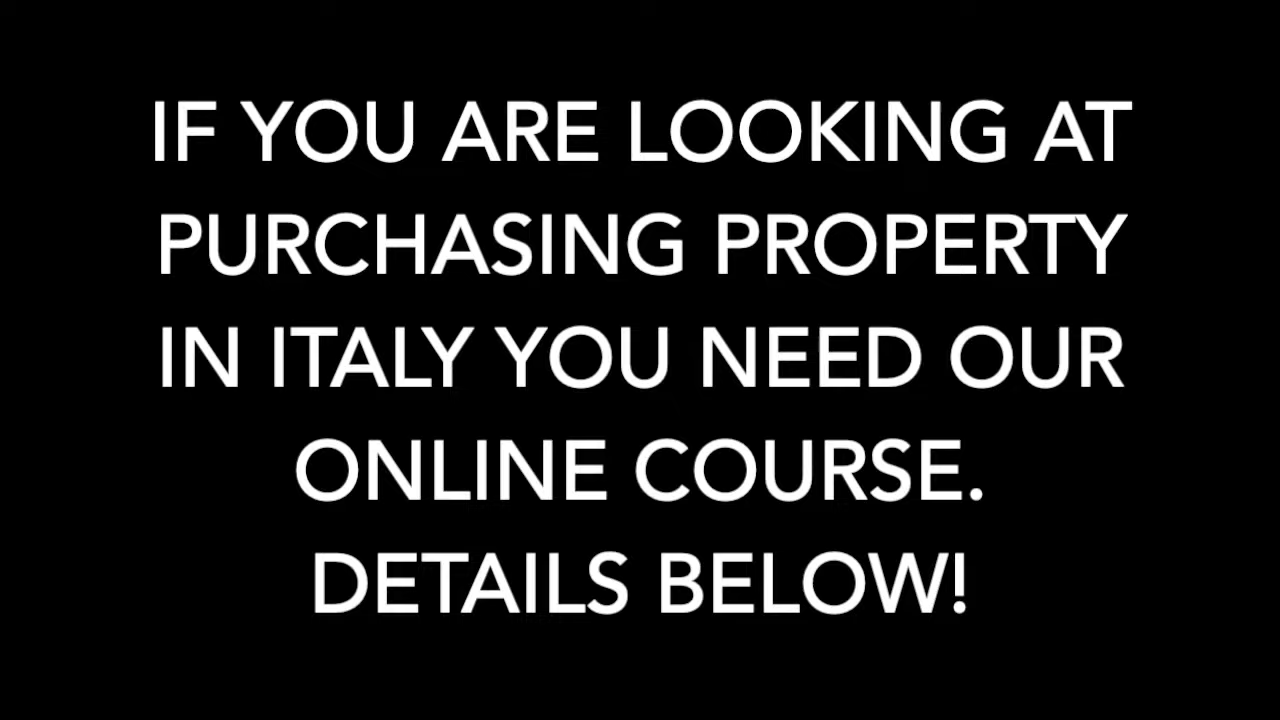 IF YOU ARE LOOKING AT
PURCHASING PROPERTY
IN ITALY YOU NEED OUR
ONLINE COURSE.
DETAILS BELOW!